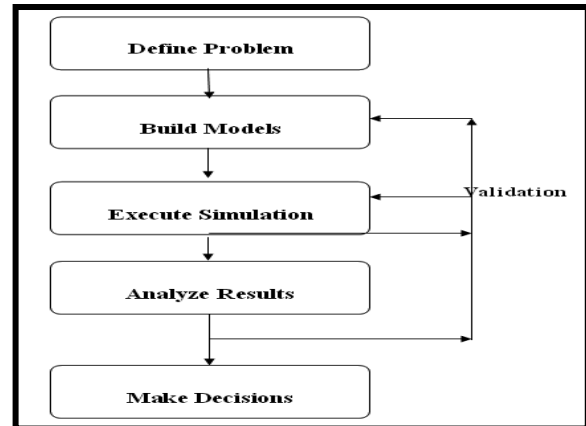 Define Problem
Build Models
Validation
Execute Simulation
Analyze Results
Make Decisions